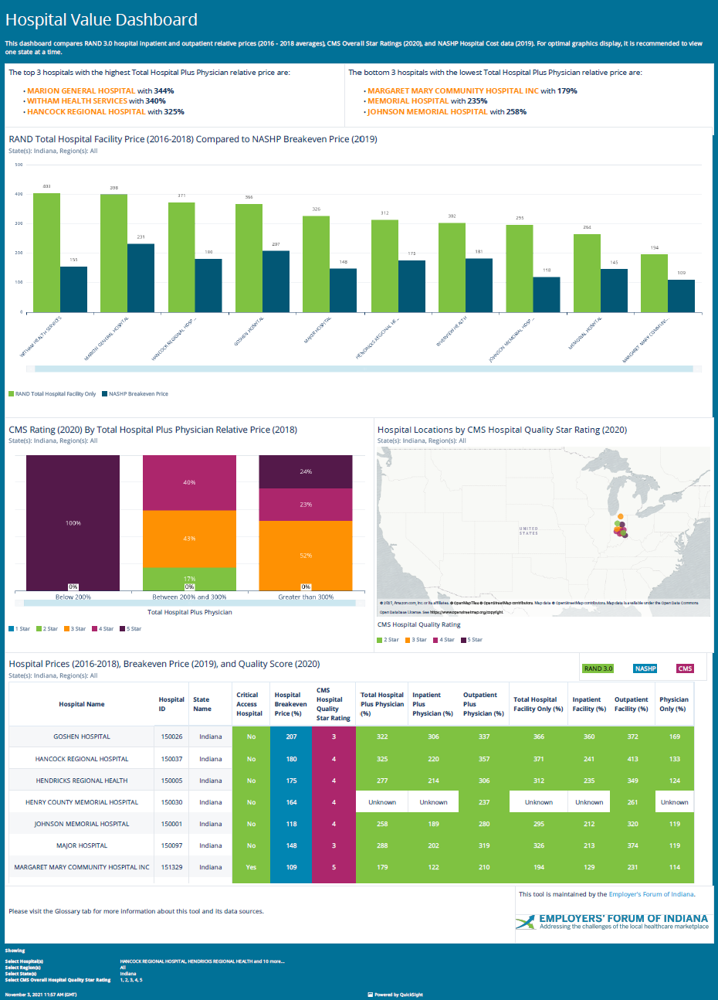 Hospital Value Dashboard
This dashboard compares RAND 3.0 hospital inpatient and outpatient relative prices (2016 - 2018 averages), CMS Overall Star Ratings (2020), and NASHP Hospital Cost data (2019). For optimal graphics display, it is recommended to view
one state at a time.
The top 3 hospitals with the highest Total Hospital Plus Physician relative price are:
• MARION GENERAL HOSPITAL with 344%
• WITHAM HEALTH SERVICES with 340%
• HANCOCK REGIONAL HOSPITAL with 325%
The bottom 3 hospitals with the lowest Total Hospital Plus Physician relative price are:
• MARGARET MARY COMMUNITY HOSPITAL INC with 179%
• MEMORIAL HOSPITAL with 235%
• JOHNSON MEMORIAL HOSPITAL with 258%
RAND Total Hospital Facility Price (2016-2018) Compared to NASHP Breakeven Price (2019)
State(s): Indiana, Region(s): All
500
400
300
200
100
0
403 155 398 231 371 180 366 207 326 148 312 175 302 181 295 118 264 145 194 109
WITHAM HEALTH SERVICES
MARION GENERAL HOSPITAL
HANCOCK REGIONAL HOSP ...
GOSHEN HOSPITAL
MAJOR HOSPITAL
HENDRICKS REGIONAL HE...
RIVERVIEW HEALTH
JOHNSON MEMORIAL HOSP ...
MEMORIAL HOSPITAL
MARGARET MARY COMMUNI...
RAND Total Hospital Facility Only NASHP Breakeven Price
CMS Rating (2020) By Total Hospital Plus Physician Relative Price (2018)
State(s): Indiana, Region(s): All
100%
0%
40%
43%
17%
0%
24%
23%
52%
0%
Below 200% Between 200% and 300% Greater than 300%
Total Hospital Plus Physician
1 Star 2 Star 3 Star 4 Star 5 Star
Hospital Locations by CMS Hospital Quality Star Rating (2020)
State(s): Indiana, Region(s): All
UNITED
STATES
© 2021, Amazon.com, Inc. or its affiliates. © OpenMapTiles © OpenStreetMap contributors. Map data © OpenStreetMap contributors. Map data is available under the Open Data Commons
Open Database License. See https://www.openstreetmap.org/copyright.
CMS Hospital Quality Rating
2 Star 3 Star 4 Star 5 Star
Hospital Prices (2016-2018), Breakeven Price (2019), and Quality Score (2020)
State(s): Indiana, Region(s): All
RAND 3.0 NASHP CMS
Hospital Name Hospital ID State Name Critical Access Hospital Hospital Breakeven Price (%) CMS Hospital Quality Star Rating Total Hospital Plus Physician (%) Inpatient Plus Physician (%) Outpatient Plus Physician (%) Total Hospital Facility Only (%) Inpatient Facility (%) Outpatient Facility (%) Physician Only (%)
GOSHEN HOSPITAL 150026 Indiana No 207 3 322 306 337 366 360 372 169
HANCOCK REGIONAL HOSPITAL 150037 Indiana No 180 4 325 220 357 371 241 413 133
HENDRICKS REGIONAL HEALTH 150005 Indiana No 175 4 277 214 306 312 235 349 124
HENRY COUNTY MEMORIAL HOSPITAL 150030 Indiana No 164 4 Unknown Unknown 237 Unknown Unknown 261 Unknown
JOHNSON MEMORIAL HOSPITAL 150001 Indiana No 118 4 258 189 280 295 212 320 119
MAJOR HOSPITAL 150097 Indiana No 148 3 288 202 319 326 213 374 119
MARGARET MARY COMMUNITY HOSPITAL INC 151329 Indiana Yes 109 5 179 122 210 194 129 231 114
Please visit the Glossary tab for more information about this tool and its data sources.
This tool is maintained by the Employer's Forum of Indiana.
EMPLOYERS' FORUM OF INDIANA
Addressing the challenges of the local healthcare marketplace
Showing
Select Hospital(s) HANCOCK REGIONAL HOSPITAL, HENDRICKS REGIONAL HEALTH and 10 more...
Select Region(s) All
Select State(s) Indiana
Select CMS Overall Hospital Quality Star Rating 1, 2, 3, 4, 5
November 3, 2021 11:57 AM (GMT) Powered by QuickSight